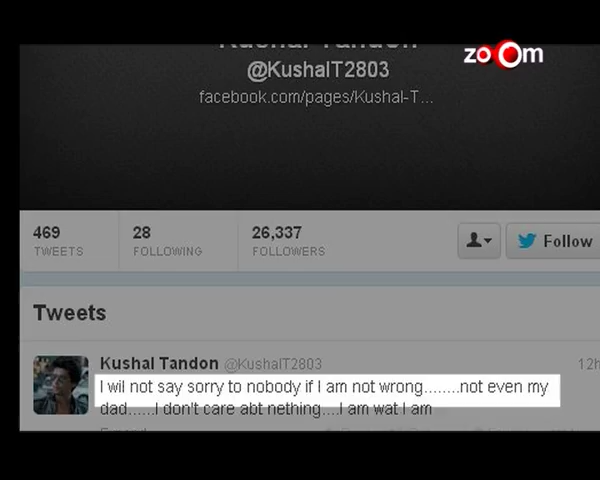 Kushal Tandon
zoom
@KushalT2803
facebook.com/pages/Kushal-T...
469
28
26,337
TWEETS
FOLLOWING
FOLLOWERS
Follow
Tweets
Kushal Tandon @KushalT2803
12h
I wil not say sorry to nobody if I am not wrong........not even my
dad......I don't care abt nething....I am wat I am